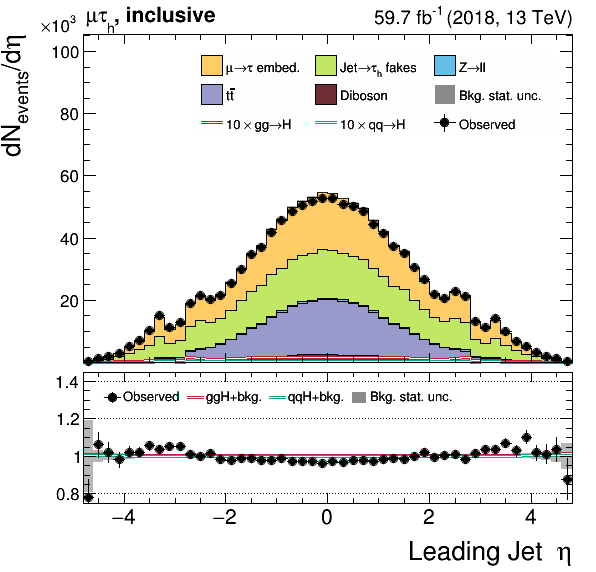 ×10³ μτₕ, inclusive 59.7 fb⁻¹ (2018, 13 TeV)
dN_events/dη
100
80
60
40
20
μ→τ embed. Jet→τₕ fakes Z→ll
tt̄ Diboson Bkg. stat. unc.
10 × gg→H 10 × qq→H Observed
1.4
1.2
1
0.8
Observed ggH+bkg. qqH+bkg. Bkg. stat. unc.
−4 −2 0 2 4
Leading Jet η